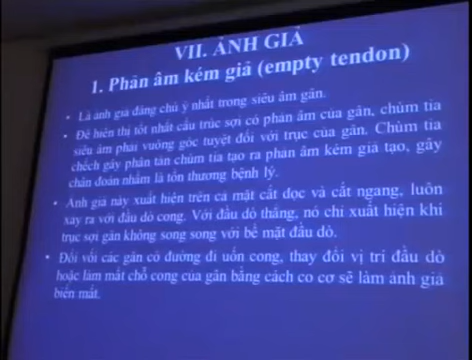 VII. ẢNH GIẢ
1. Phản âm kém giả (empty tendon)
• Là ảnh giả đáng chú ý nhất trong siêu âm gân.
• Để hiện thị tốt nhất cấu trúc sợi có phản âm của gân, chùm tia
siêu âm phải vuông góc tuyệt đối với trục của gân. Chùm tia
chếch gây phân tán chùm tia tạo ra phản âm kém giả tạo, gây
chẩn đoán nhầm là tổn thương bệnh lý.
• Ảnh giả này xuất hiện trên cả mặt cắt dọc và cắt ngang, luôn
xảy ra với đầu dò cong. Với đầu dò thẳng, nó chỉ xuất hiện khi
trục sợi gân không song song với bề mặt đầu dò.
• Đối với các gân có đường đi uốn cong, thay đổi vị trí đầu dò
hoặc làm mất chỗ cong của gân bằng cách co cơ sẽ làm ảnh giả
biến mất.